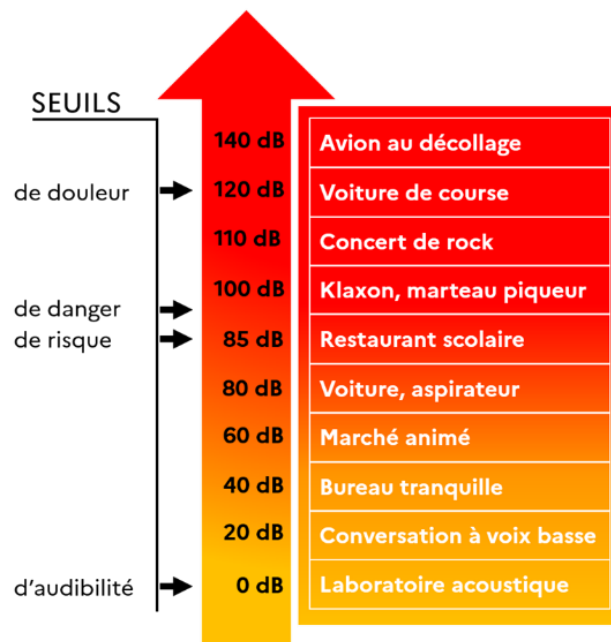 SEUILS
140 dB Avion au décollage
de douleur 120 dB Voiture de course
110 dB Concert de rock
100 dB Klaxon, marteau piqueur
de danger
de risque 85 dB Restaurant scolaire
80 dB Voiture, aspirateur
60 dB Marché animé
40 dB Bureau tranquille
20 dB Conversation à voix basse
d'audibilité 0 dB Laboratoire acoustique